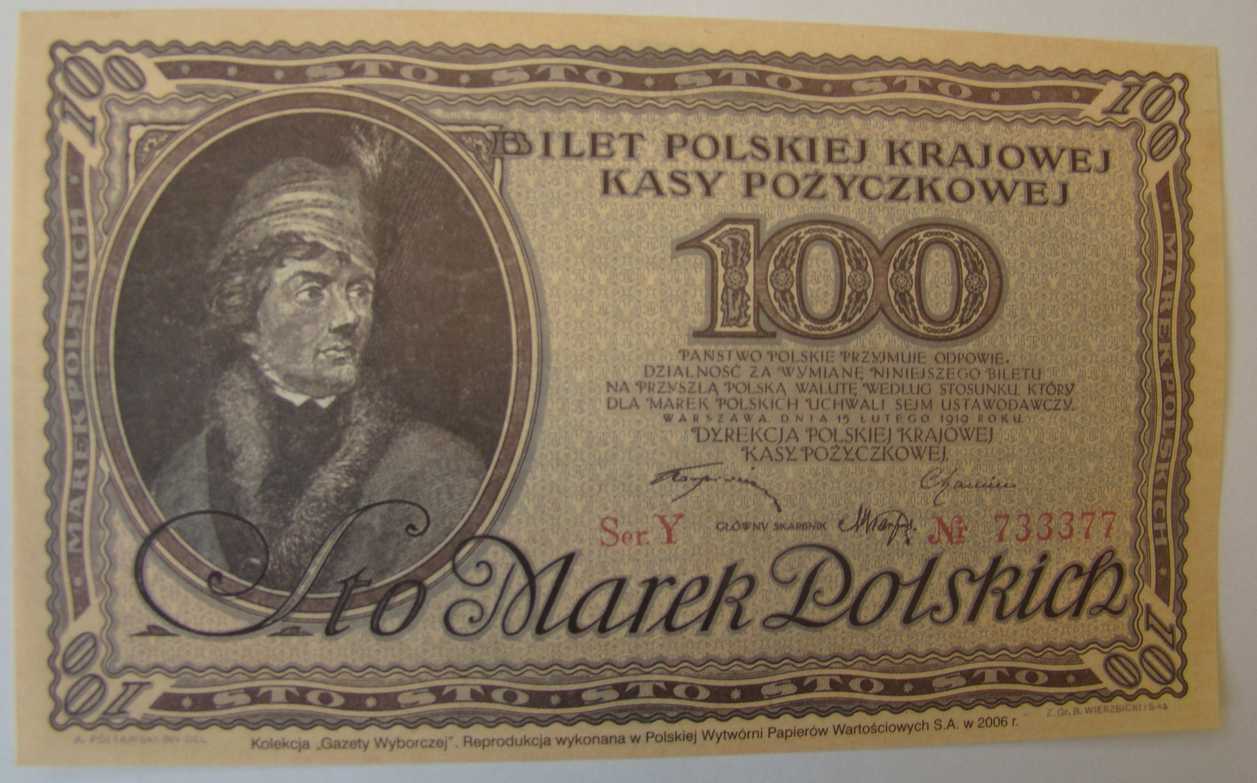 100 STO · STO · STO · STO · STO 100
BILET POLSKIEJ KRAJOWEJ
KASY POŻYCZKOWEJ
100
PAŃSTWO POLSKIE PRZYJMUJE ODPOWIE-
DZIALNOŚĆ ZA WYMIANĘ NINIEJSZEGO BILETU
NA PRZYSZŁĄ POLSKĄ WALUTĘ WEDŁUG STOSUNKU, KTÓRY
DLA MAREK POLSKICH UCHWALI SEJM USTAWODAWCZY.
WARSZAWA, DNIA 15 LUTEGO 1919 ROKU.
DYREKCJA POLSKIEJ KRAJOWEJ
KASY POŻYCZKOWEJ.
Ser. Y GŁÓWNY SKARBNIK № 733377
Sto Marek Polskich
· MAREK POLSKICH ·
· MAREK POLSKICH ·
100 STO · STO · STO · STO · STO 100
Z. Gr. B. WIERZBICKI i S-KA
Kolekcja „Gazety Wyborczej". Reprodukcja wykonana w Polskiej Wytwórni Papierów Wartościowych S.A. w 2006 r.